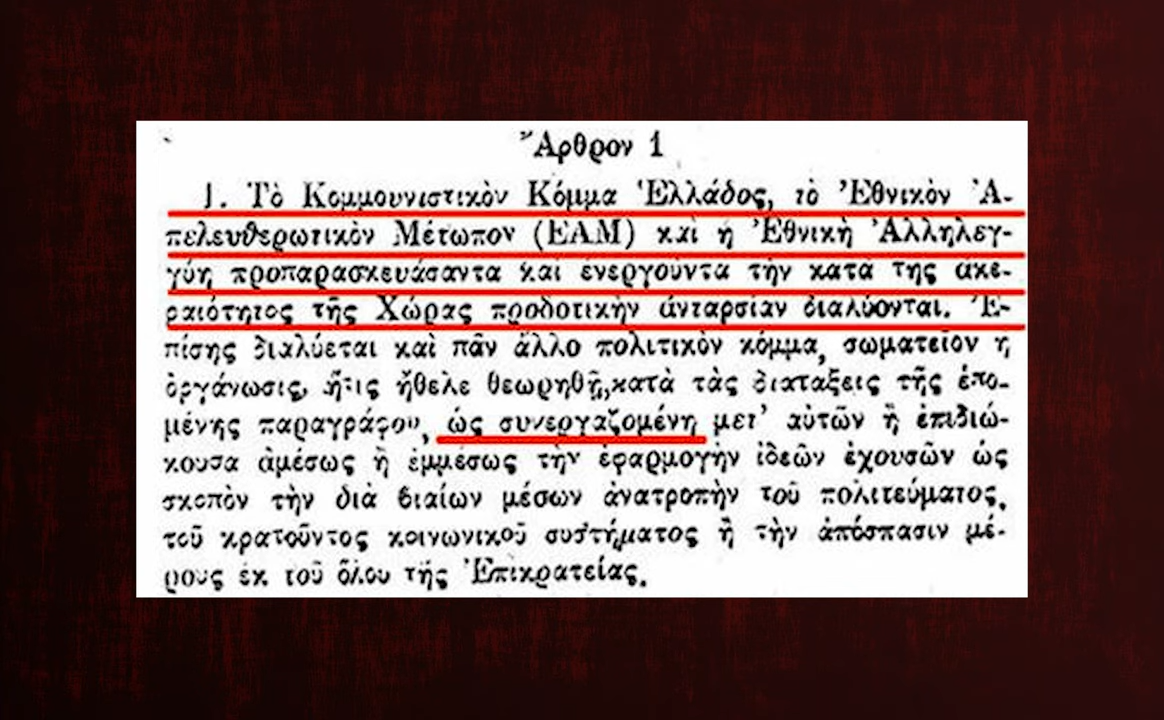 Ἄρθρον 1
1. Τὸ Κομμουνιστικὸν Κόμμα Ἑλλάδος, τὸ Ἐθνικὸν Ἀ-
πελευθερωτικὸν Μέτωπον (ΕΑΜ) καὶ ἡ Ἐθνικὴ Ἀλληλεγ-
γύη προπαρασκευάσαντα καὶ ἐνεργοῦντα τὴν κατὰ τῆς ἀκε-
ραιότητος τῆς Χώρας προδοτικὴν ἀνταρσίαν διαλύονται. Ἐ-
πίσης διαλύεται καὶ πᾶν ἄλλο πολιτικὸν κόμμα, σωματεῖον ἢ
ὀργάνωσις, ἥτις ἤθελε θεωρηθῇ, κατὰ τὰς διατάξεις τῆς ἑπο-
μένης παραγράφου, ὡς συνεργαζομένη μετ’ αὐτῶν ἢ ἐπιδιώ-
κουσα ἀμέσως ἢ ἐμμέσως τὴν ἐφαρμογὴν ἰδεῶν ἐχουσῶν ὡς
σκοπὸν τὴν διὰ βιαίων μέσων ἀνατροπὴν τοῦ πολιτεύματος,
τοῦ κρατοῦντος κοινωνικοῦ συστήματος ἢ τὴν ἀπόσπασιν μέ-
ρους ἐκ τοῦ ὅλου τῆς Ἐπικρατείας.